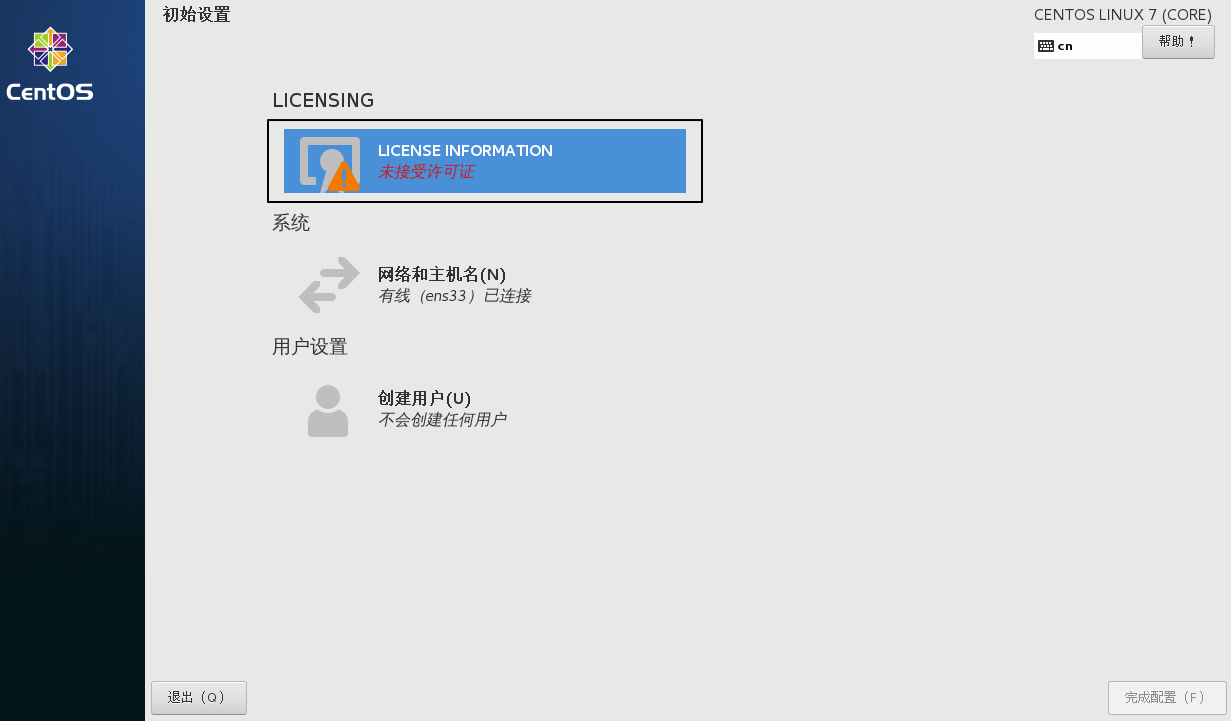 初始设置
CENTOS LINUX 7 (CORE)
cn
帮助！
CentOS
LICENSING
LICENSE INFORMATION
未接受许可证
系统
网络和主机名(N)
有线（ens33）已连接
用户设置
创建用户(U)
不会创建任何用户
退出（Q）
完成配置（F）